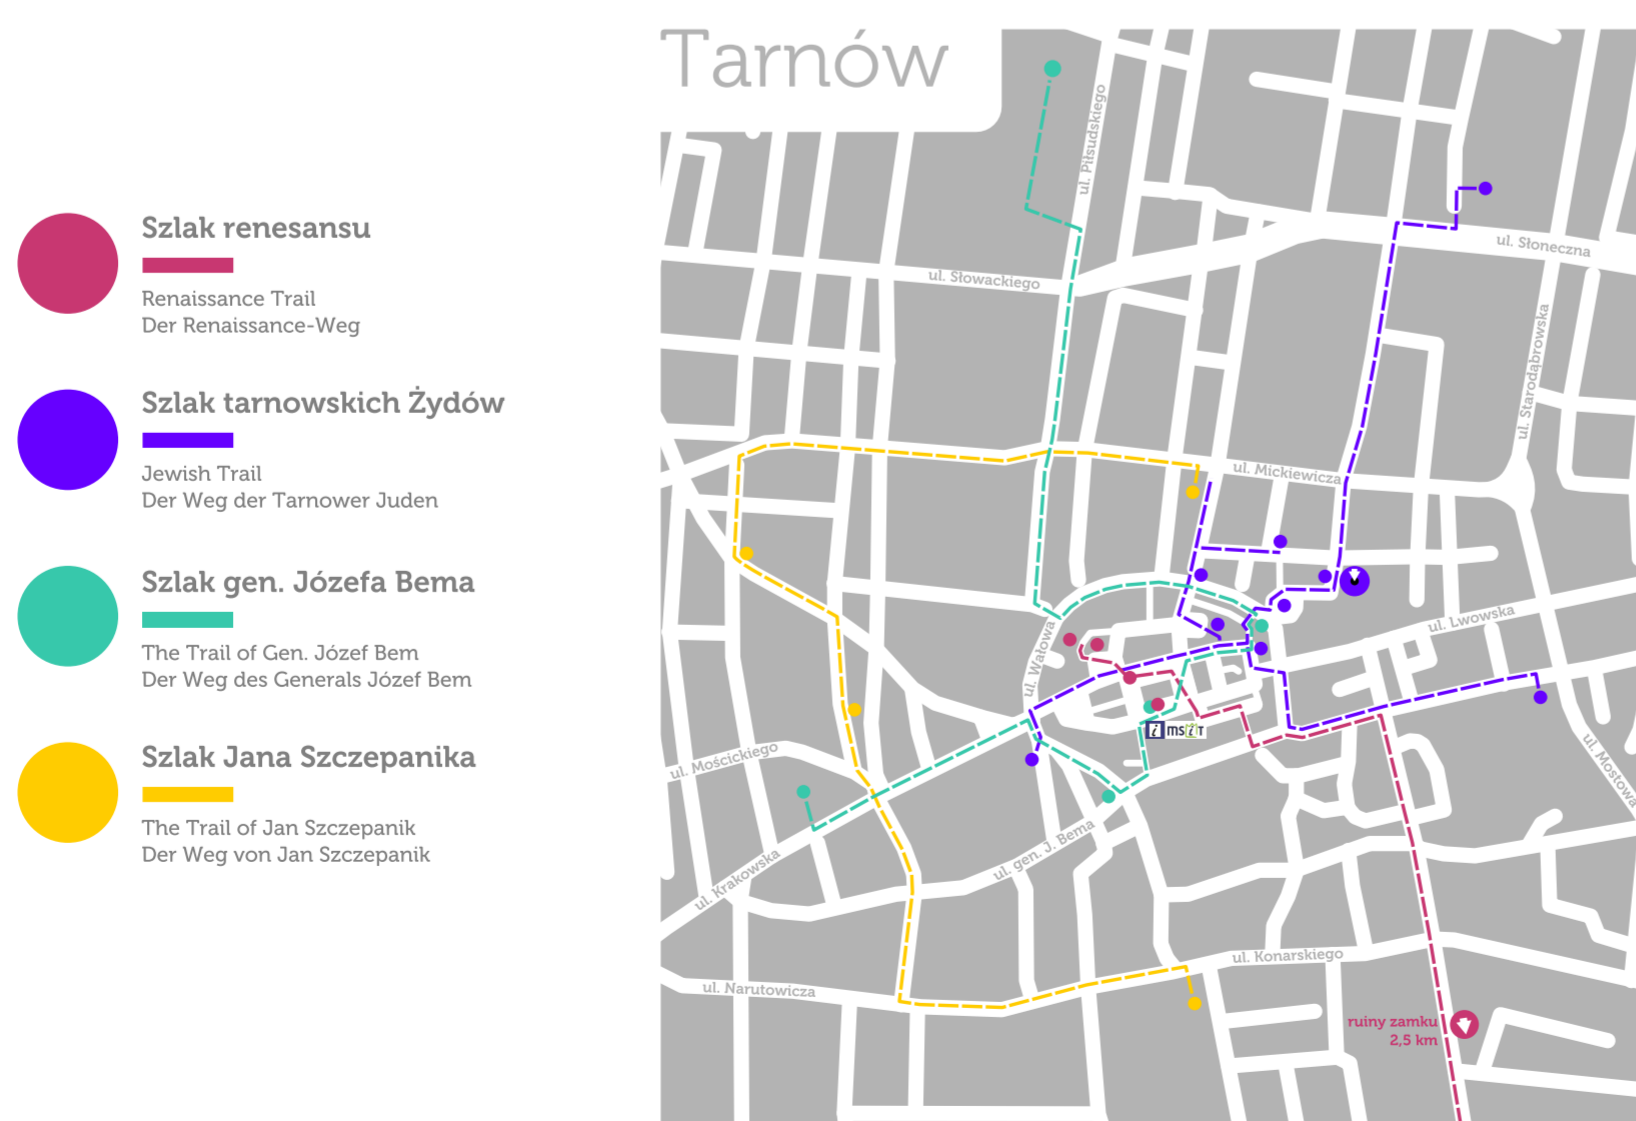 Tarnów
Szlak renesansu
Renaissance Trail
Der Renaissance-Weg
Szlak tarnowskich Żydów
Jewish Trail
Der Weg der Tarnower Juden
Szlak gen. Józefa Bema
The Trail of Gen. Józef Bem
Der Weg des Generals Józef Bem
Szlak Jana Szczepanika
The Trail of Jan Szczepanik
Der Weg von Jan Szczepanik
ul. Piłsudskiego
ul. Słoneczna
ul. Słowackiego
ul. Starodąbrowska
ul. Mickiewicza
ul. Lwowska
ul. Wałowa
i msiT
ul. Mościckiego
ul. Mostowa
ul. gen. J. Bema
ul. Krakowska
ul. Konarskiego
ul. Narutowicza
ruiny zamku
2,5 km